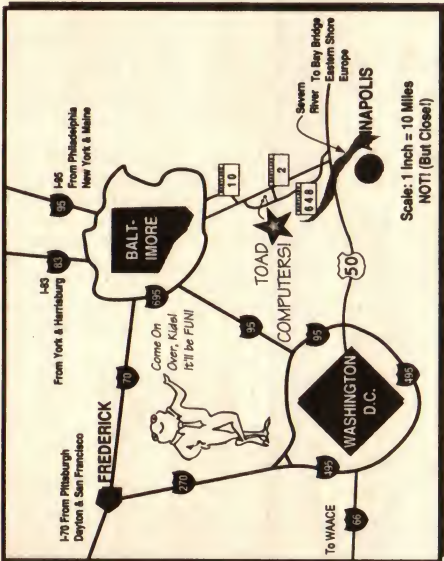 I-70 From Pittsburgh
Dayton & San Francisco
From York & Harrisburg
I-83
83
I-95
95
From Philadelphia
New York & Maine
FREDERICK
70
695
BALT-
IMORE
270
Come On
Over, Kids!
It'll be FUN!
95
10
2
648
TOAD
COMPUTERS!
Severn
River
To Bay Bridge
Eastern Shore
Europe
ANNAPOLIS
50
To WAACE
66
495
WASHINGTON
D.C.
95
495
Scale: 1 Inch = 10 Miles
NOT! (But Close!)